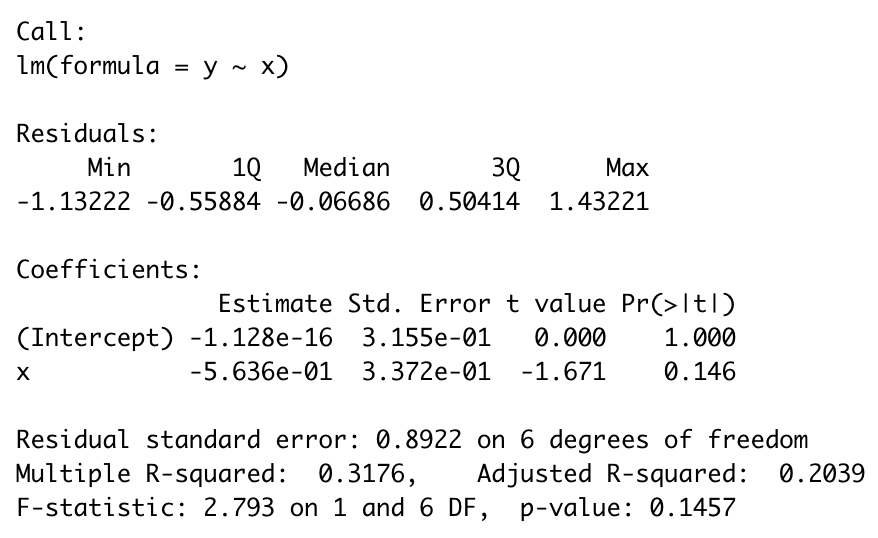 Call:
lm(formula = y ~ x)
Residuals:
     Min       1Q   Median       3Q      Max
-1.13222 -0.55884 -0.06686  0.50414  1.43221
Coefficients:
              Estimate Std. Error t value Pr(>|t|)
(Intercept) -1.128e-16  3.155e-01   0.000    1.000
x           -5.636e-01  3.372e-01  -1.671    0.146
Residual standard error: 0.8922 on 6 degrees of freedom
Multiple R-squared:  0.3176,	Adjusted R-squared:  0.2039
F-statistic: 2.793 on 1 and 6 DF,  p-value: 0.1457